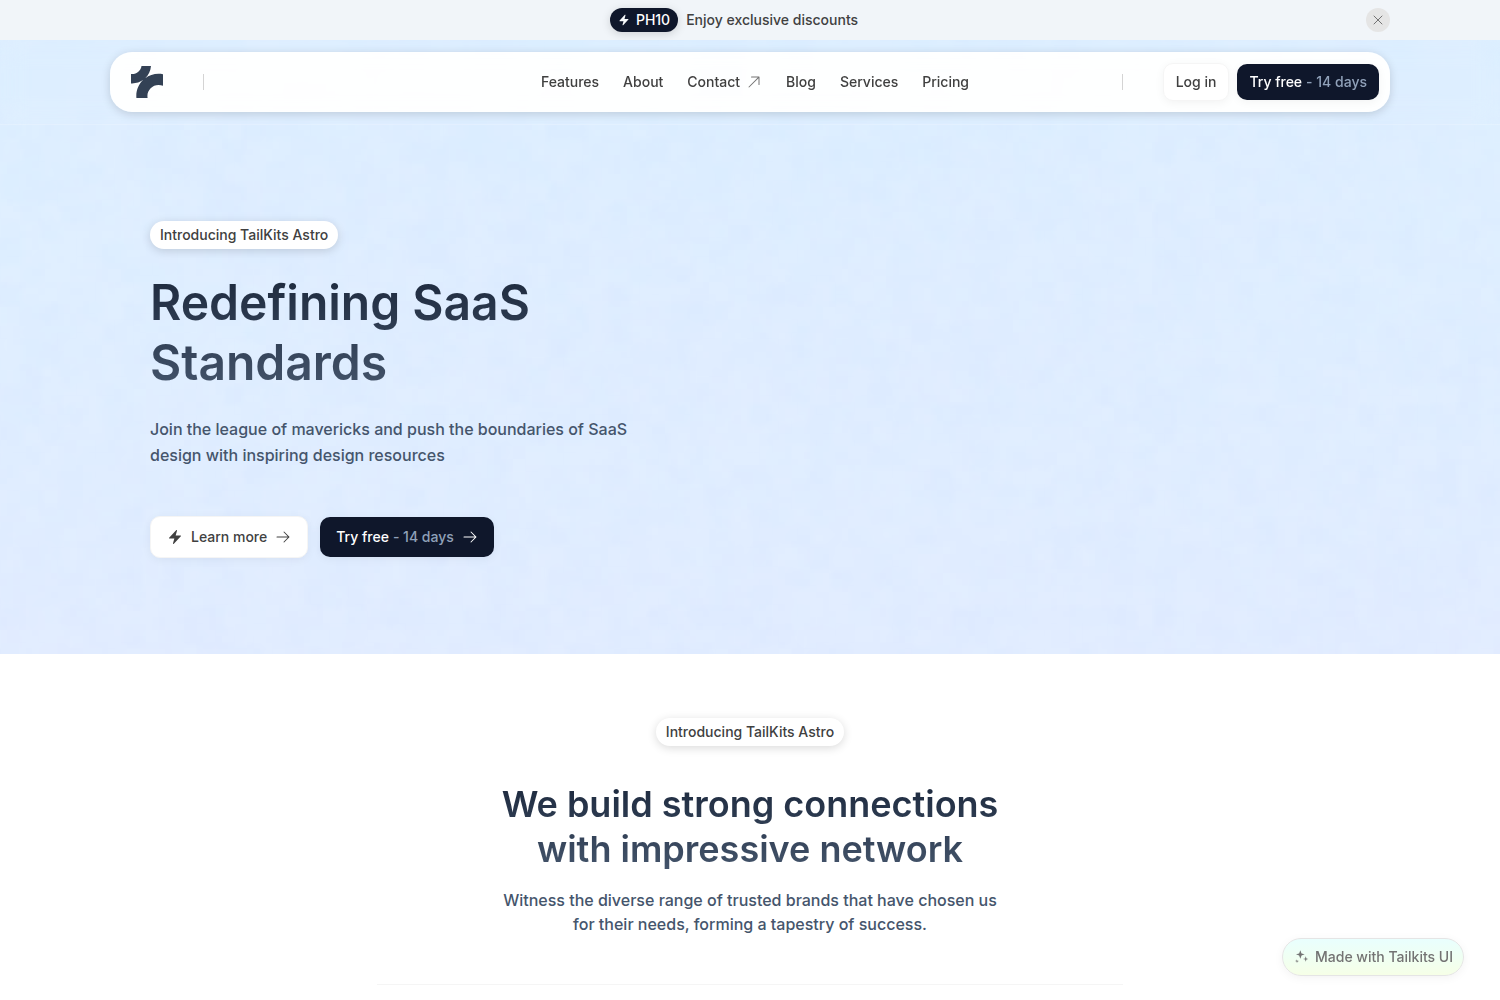 PH10 Enjoy exclusive discounts
Features About Contact Blog Services Pricing Log in Try free - 14 days
Introducing TailKits Astro
Redefining SaaS
Standards
Join the league of mavericks and push the boundaries of SaaS
design with inspiring design resources
Learn more Try free - 14 days
Introducing TailKits Astro
We build strong connections
with impressive network
Witness the diverse range of trusted brands that have chosen us
for their needs, forming a tapestry of success.
Made with Tailkits UI